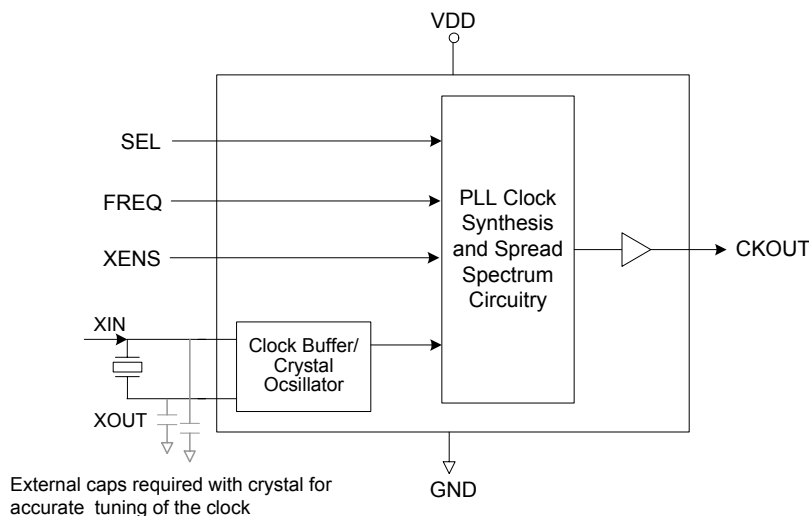 VDD
SEL
FREQ
XENS
PLL Clock
Synthesis
and Spread
Spectrum
Circuitry
CKOUT
XIN
Clock Buffer/
Crystal
Ocsillator
XOUT
GND
External caps required with crystal for
accurate tuning of the clock